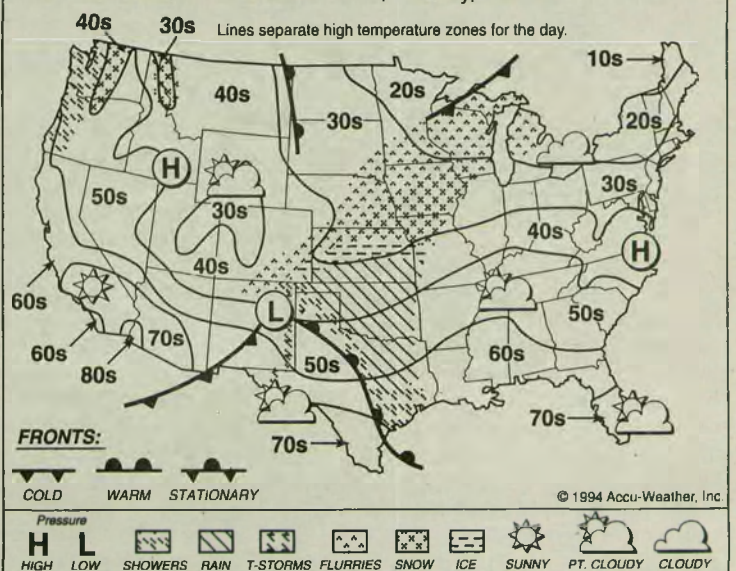 Lines separate high temperature zones for the day.
40s
30s
10s
40s
20s
30s
20s
H
50s
30s
30s
40s
H
40s
60s
L
50s
60s
70s
50s
60s
80s
70s
70s
FRONTS:
COLD WARM STATIONARY
© 1994 Accu-Weather, Inc.
Pressure
H L
HIGH LOW SHOWERS RAIN T-STORMS FLURRIES SNOW ICE SUNNY PT. CLOUDY CLOUDY